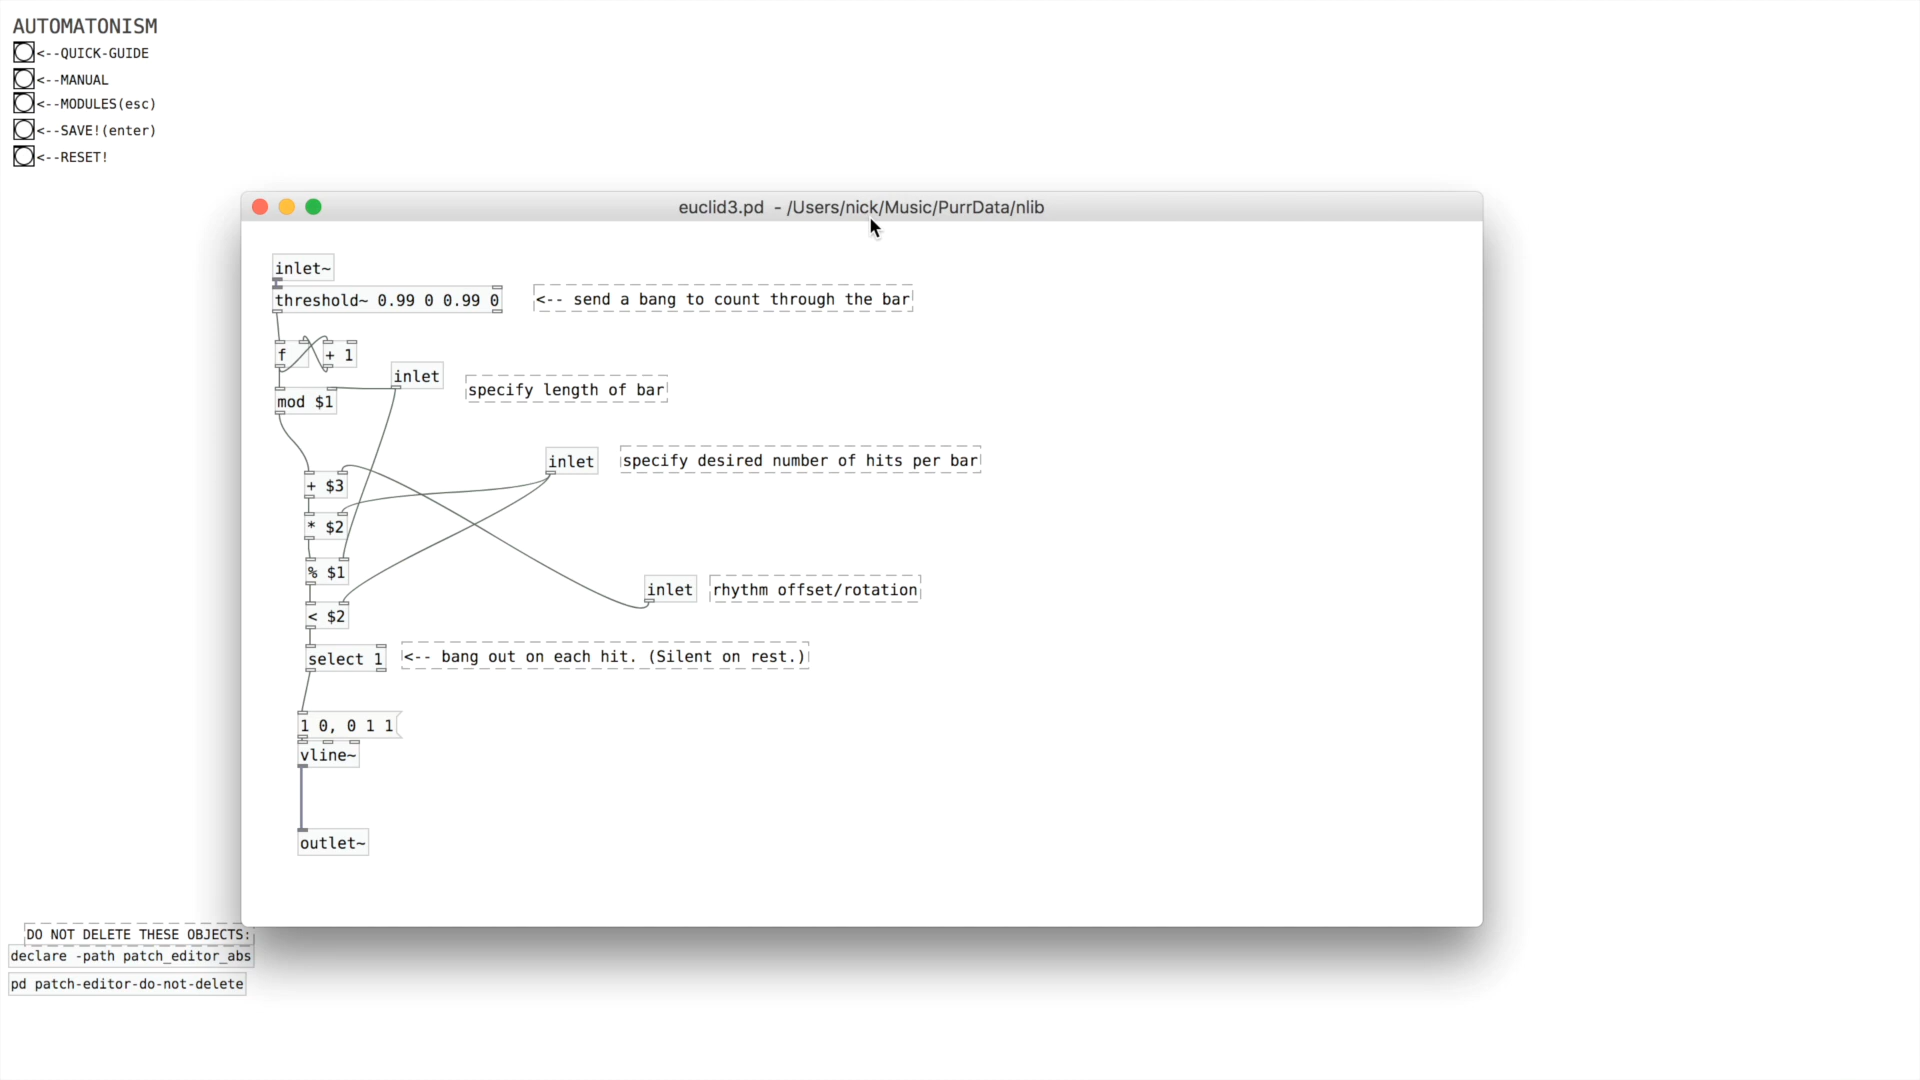 AUTOMATONISM
<--QUICK-GUIDE
<--MANUAL
<--MODULES(esc)
<--SAVE!(enter)
<--RESET!
euclid3.pd - /Users/nick/Music/PurrData/nlib
inlet~
threshold~ 0.99 0 0.99 0
<-- send a bang to count through the bar
f
+ 1
inlet
specify length of bar
mod $1
inlet
specify desired number of hits per bar
+ $3
* $2
% $1
inlet
rhythm offset/rotation
< $2
select 1
<-- bang out on each hit. (Silent on rest.)
1 0, 0 1 1
vline~
outlet~
DO NOT DELETE THESE OBJECTS:
declare -path patch_editor_abs
pd patch-editor-do-not-delete